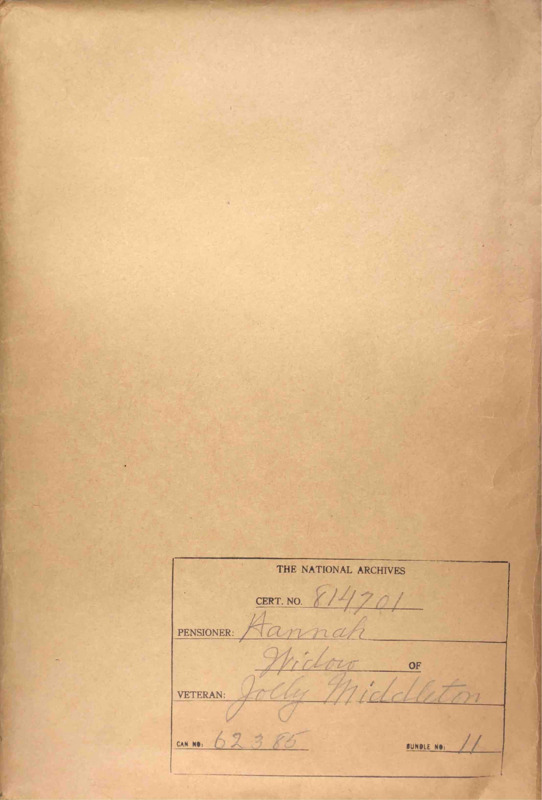 THE NATIONAL ARCHIVES
CERT. NO. 814701
PENSIONER: Hannah
Widow OF
VETERAN: Jolly Middleton
CAN NO: 62385 BUNDLE NO: 11